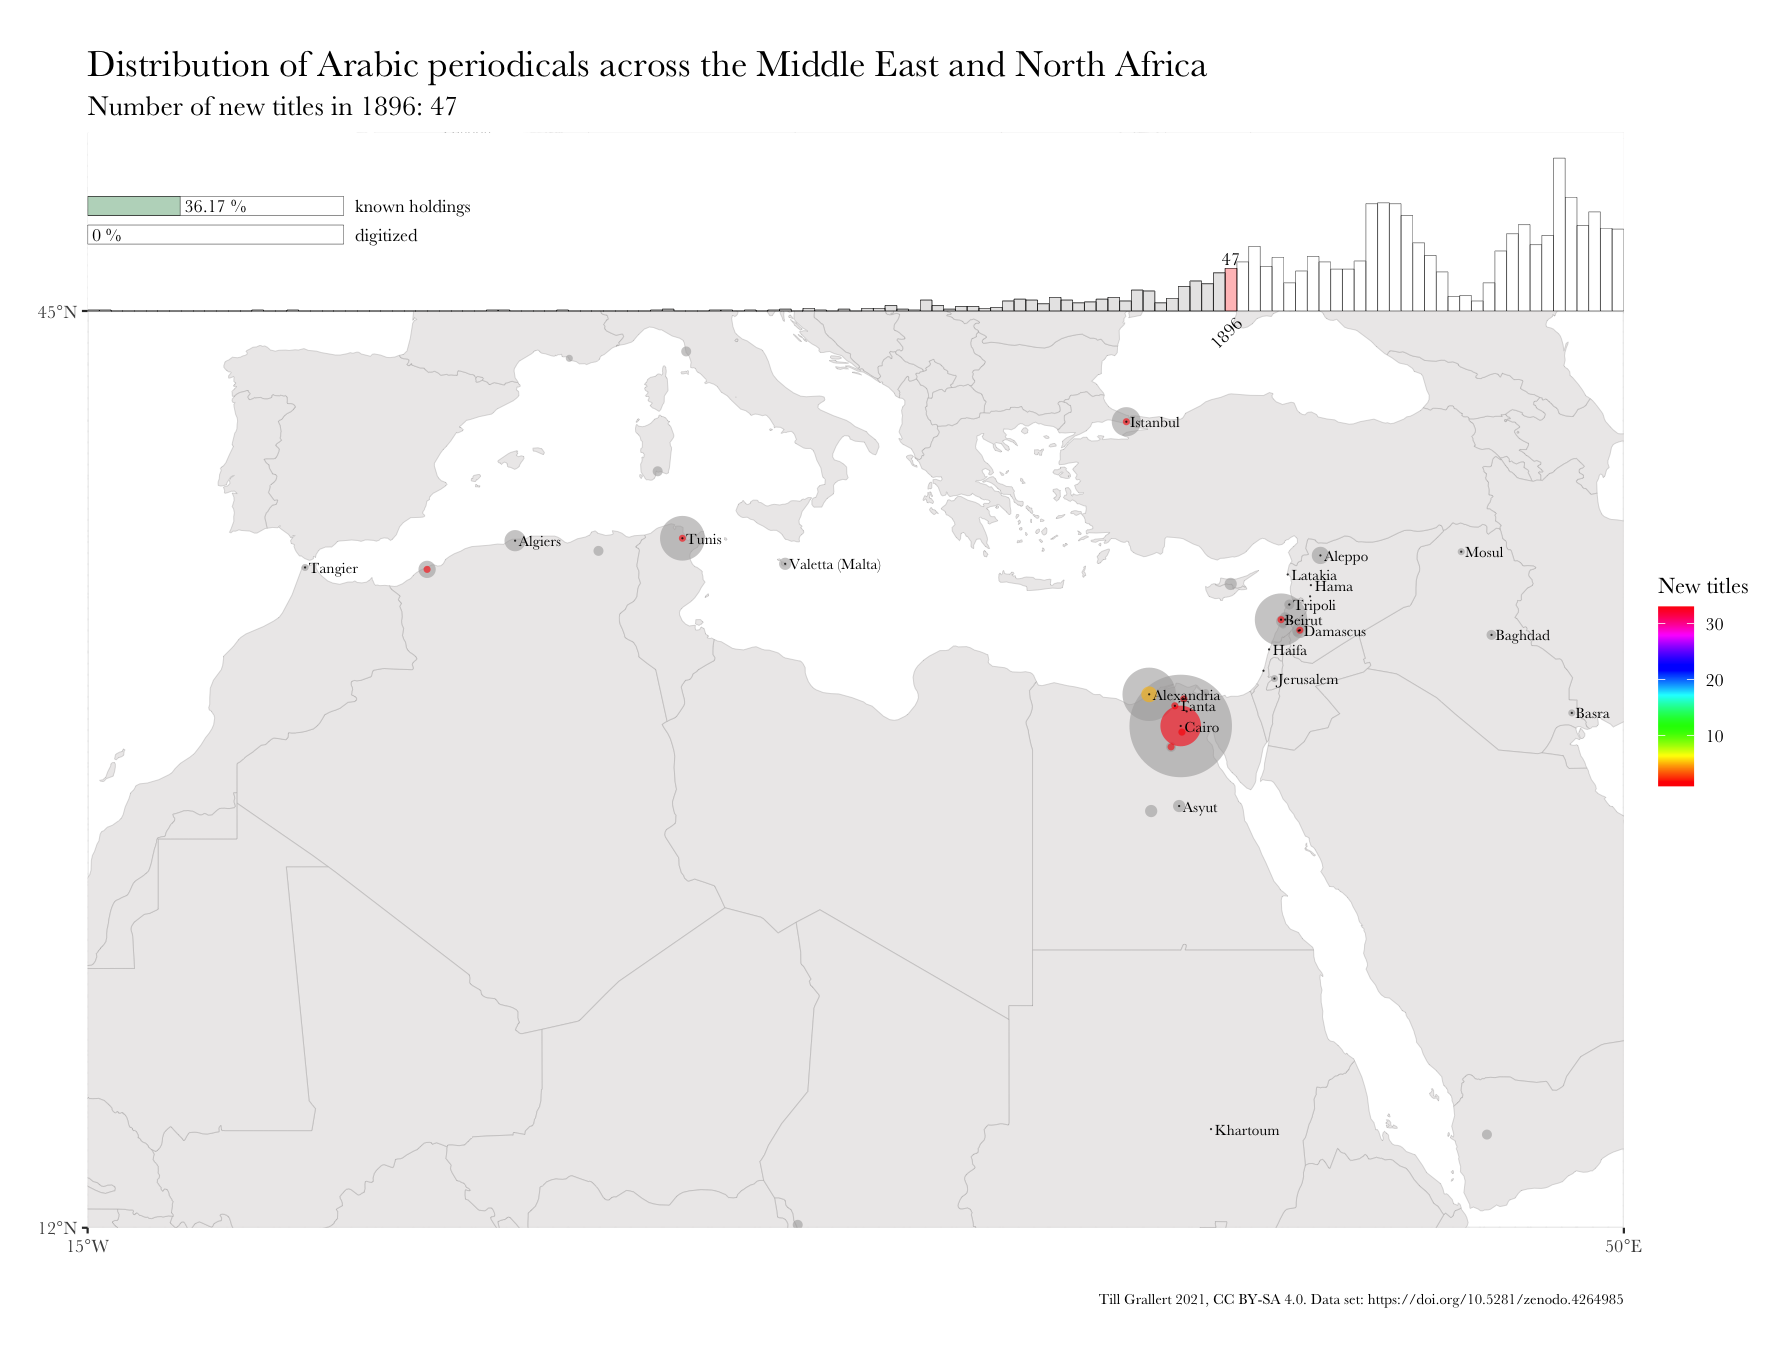 Distribution of Arabic periodicals across the Middle East and North Africa
Number of new titles in 1896: 47
36.17 % known holdings
0 % digitized
47
45°N
1896
Istanbul
Algiers
Tunis
Tangier
Valetta (Malta)
Aleppo
Mosul
Latakia
Hama
Tripoli
Beirut
Damascus
Baghdad
Haifa
Jerusalem
Alexandria
Tanta
Cairo
Basra
Asyut
Khartoum
New titles
30
20
10
12°N
15°W
50°E
Till Grallert 2021, CC BY-SA 4.0. Data set: https://doi.org/10.5281/zenodo.4264985